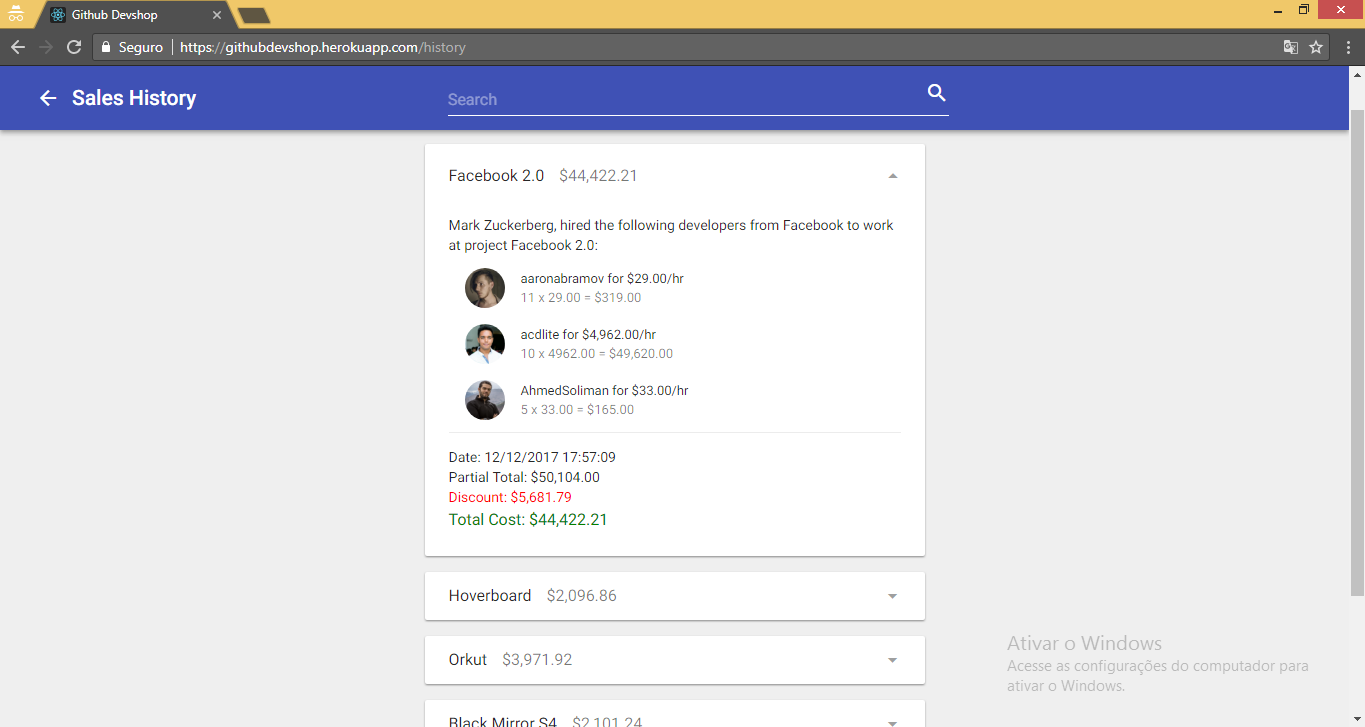 Github Devshop
Seguro
https://githubdevshop.herokuapp.com/history
Sales History
Search
Facebook 2.0 $44,422.21
Mark Zuckerberg, hired the following developers from Facebook to work
at project Facebook 2.0:
aaronabramov for $29.00/hr
11 x 29.00 = $319.00
acdlite for $4,962.00/hr
10 x 4962.00 = $49,620.00
AhmedSoliman for $33.00/hr
5 x 33.00 = $165.00
Date: 12/12/2017 17:57:09
Partial Total: $50,104.00
Discount: $5,681.79
Total Cost: $44,422.21
Hoverboard $2,096.86
Orkut $3,971.92
Black Mirror S4 $2,101.24
Ativar o Windows
Acesse as configurações do computador para
ativar o Windows.